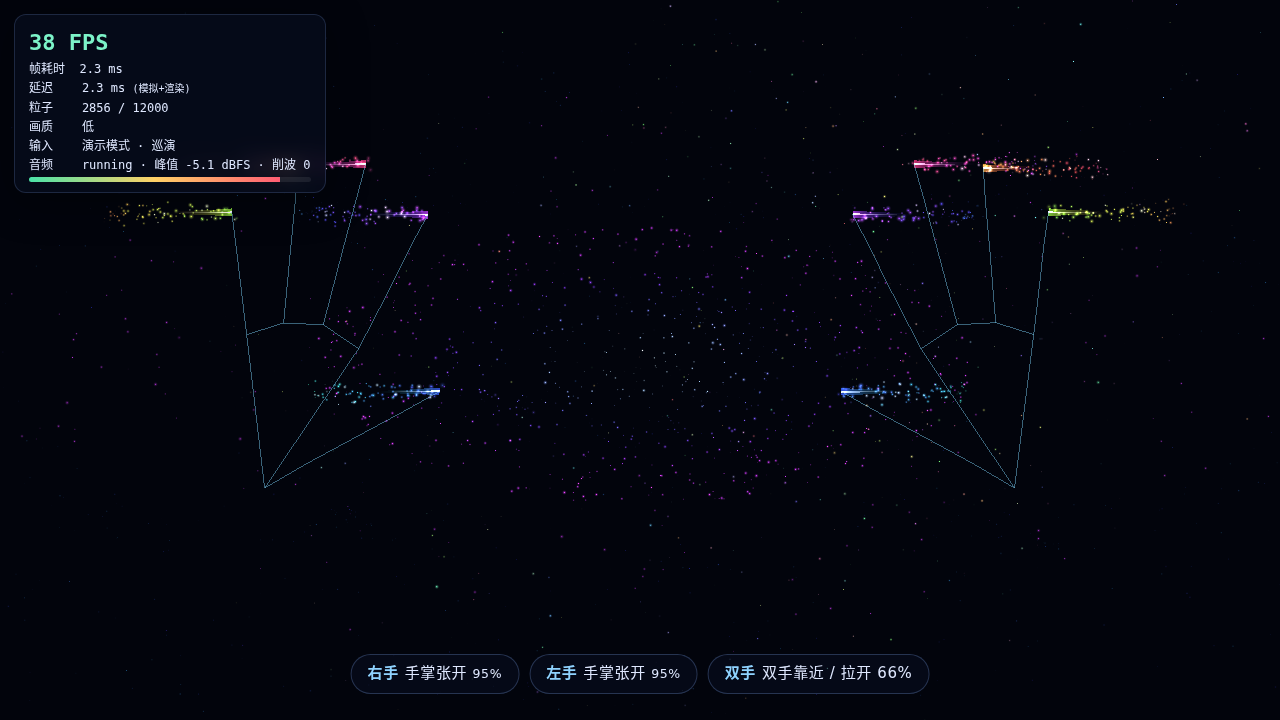 38 FPS
帧耗时 2.3 ms
延迟 2.3 ms (模拟+渲染)
粒子 2856 / 12000
画质 低
输入 演示模式 · 巡演
音频 running · 峰值 -5.1 dBFS · 削波 0
右手 手掌张开 95%
左手 手掌张开 95%
双手 双手靠近 / 拉开 66%